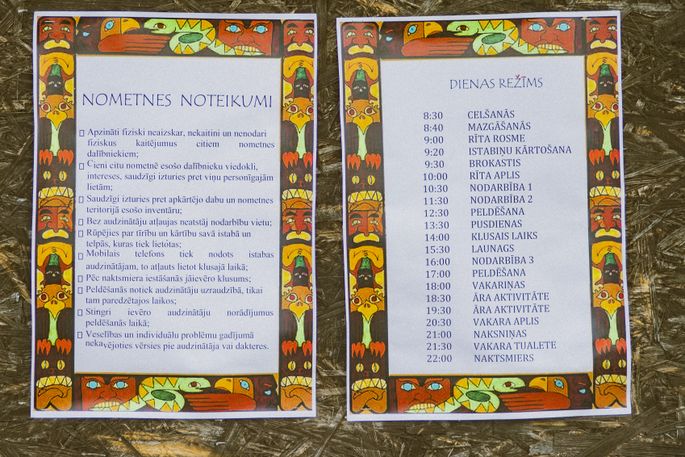 NOMETNES NOTEIKUMI
Apzināti fiziski neaizskar, nekaitini un nenodari
fiziskus kaitējumus citiem nometnes
dalībniekiem;
Cieni citu nometnē esošo dalībnieku viedokli,
intereses, saudzīgi izturies pret viņu personīgajām
lietām;
Saudzīgi izturies pret apkārtējo dabu un nometnes
teritorijā esošo inventāru;
Bez audzinātāju atļaujas neatstāj nodarbību vietu;
Rūpējies par tīrību un kārtību savā istabā un
telpās, kuras tiek lietotas;
Mobilais telefons tiek nodots istabas
audzinātājam, to atļauts lietot klusajā laikā;
Pēc naktsmiera iestāšanās jāievēro klusums;
Peldēšanās notiek audzinātāju uzraudzībā, tikai
tam paredzētajos laikos;
Stingri ievēro audzinātāju norādījumus
peldēšanās laikā;
Veselības un individuālu problēmu gadījumā
nekavējoties vērsies pie audzinātāja vai dakteres.
DIENAS REŽĪMS
8:30 CELŠANĀS
8:40 MAZGĀŠANĀS
9:00 RĪTA ROSME
9:20 ISTABIŅU KĀRTOŠANA
9:30 BROKASTIS
10:00 RĪTA APLIS
10:30 NODARBĪBA 1
11:30 NODARBĪBA 2
12:30 PELDĒŠANA
13:30 PUSDIENAS
14:00 KLUSAIS LAIKS
15:30 LAUNAGS
16:00 NODARBĪBA 3
17:00 PELDĒŠANA
18:00 VAKARIŅAS
18:30 ĀRA AKTIVITĀTE
19:30 ĀRA AKTIVITĀTE
20:30 VAKARA APLIS
21:00 NAKSNIŅAS
21:30 VAKARA TUALETE
22:00 NAKTSMIERS